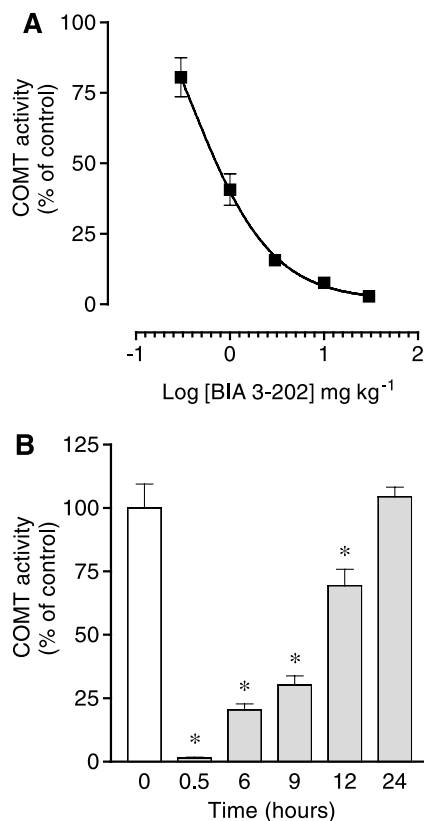 A
COMT activity
(% of control)
100
75
50
25
0
-1 0 1 2
Log [BIA 3-202] mg kg⁻¹
B
COMT activity
(% of control)
125
100
75
50
25
0
* * * *
0 0.5 6 9 12 24
Time (hours)